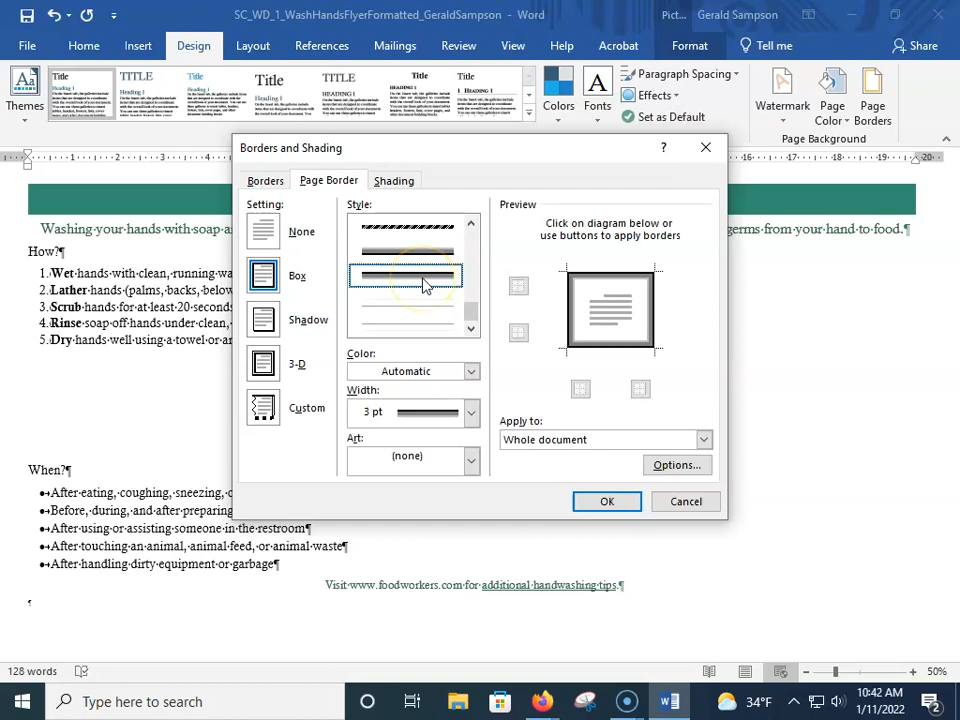 SC_WD_1_WashHandsFlyerFormatted_GeraldSampson - Word
Pict...
Gerald Sampson
File
Home
Insert
Design
Layout
References
Mailings
Review
View
Help
Acrobat
Format
Tell me
Share
Themes
Colors
Fonts
Paragraph Spacing
Effects
Set as Default
Watermark
Page Color
Page Borders
Page Background
Borders and Shading
?
Borders
Page Border
Shading
Setting:
None
Box
Shadow
3-D
Custom
Style:
Color:
Automatic
Width:
3 pt
Art:
(none)
Preview
Click on diagram below or
use buttons to apply borders
Apply to:
Whole document
Options...
OK
Cancel
Washing·your·hands·with·soap·
germs·from·your·hand·to·food.¶
How?¶
1.Wet·hands·with·clean,·running·wa
2.Lather·hands·(palms,·backs,·belov
3.Scrub·hands·for·at·least·20·seconds
4.Rinse·soap·off·hands·under·clean,·
5.Dry·hands·well·using·a·towel·or·a
When?¶
After·eating,·coughing,·sneezing,·o
Before,·during,·and·after·preparing
After·using·or·assisting·someone·in·the·restroom¶
After·touching·an·animal,·animal·feed,·or·animal·waste¶
After·handling·dirty·equipment·or·garbage¶
Visit·www.foodworkers.com·for·additional·handwashing·tips.¶
¶
128 words
50%
Type here to search
34°F
10:42 AM
1/11/2022
2